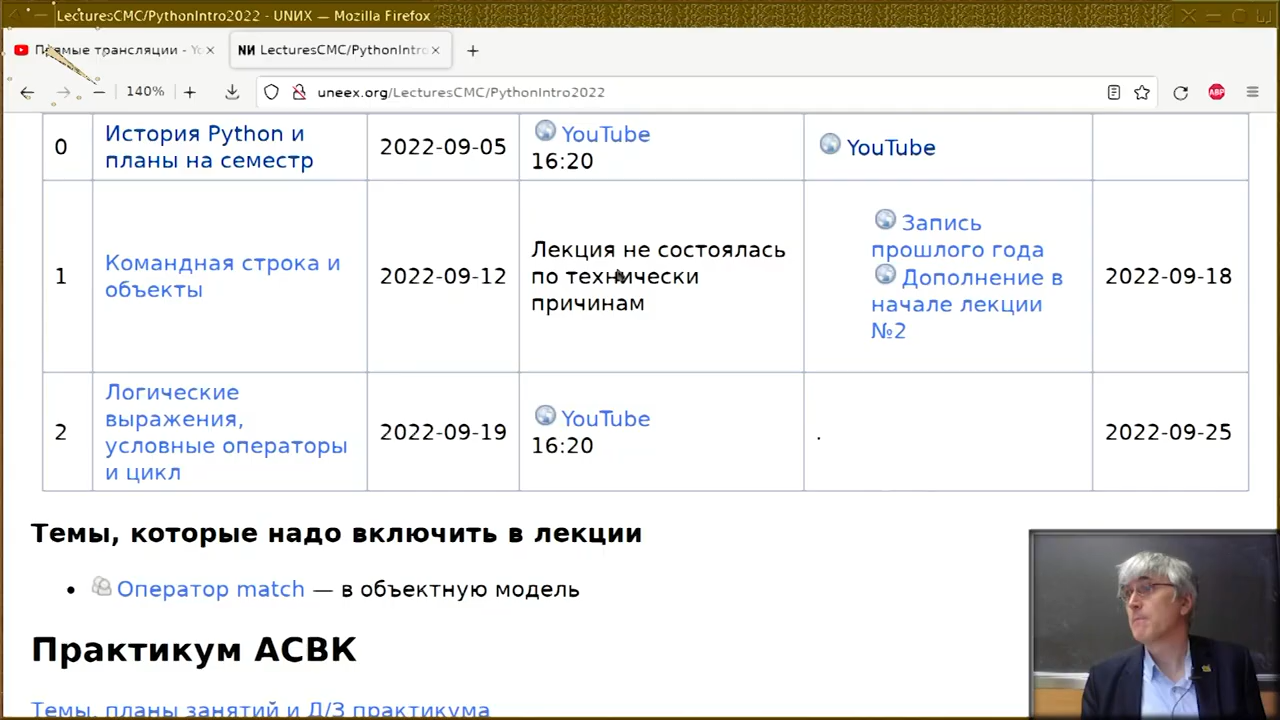 LecturesCMC/PythonIntro2022 - UNИX — Mozilla Firefox
Прямые трансляции - Yo
NИ LecturesCMC/PythonIntro
140%
uneex.org/LecturesCMC/PythonIntro2022
ABP
0
История Python и
планы на семестр
2022-09-05
YouTube
16:20
YouTube
1
Командная строка и
объекты
2022-09-12
Лекция не состоялась
по технически
причинам
Запись
прошлого года
Дополнение в
начале лекции
№2
2022-09-18
2
Логические
выражения,
условные операторы
и цикл
2022-09-19
YouTube
16:20
.
2022-09-25
Темы, которые надо включить в лекции
• Оператор match — в объектную модель
Практикум АСВК
Темы, планы занятий и Д/З практикума